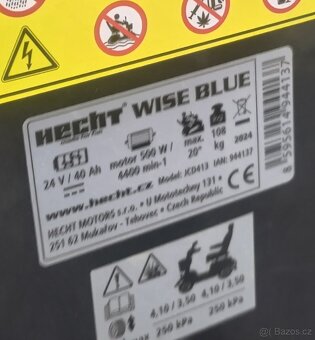 HECHT WISE BLUE
24 V / 40 Ah
motor 500 W /
4400 min-1
max.
20°
108
kg
2024
Model: JCD413 IAN: 944137
www.hecht.cz
HECHT MOTORS s.r.o. • U Mototechny 131 •
251 62 Mukařov - Tehovec • Czech Republic
8595614944137
4,10 / 3,50 4,10 / 3,50
max 250 kPa 250 kPa
Bazos.cz